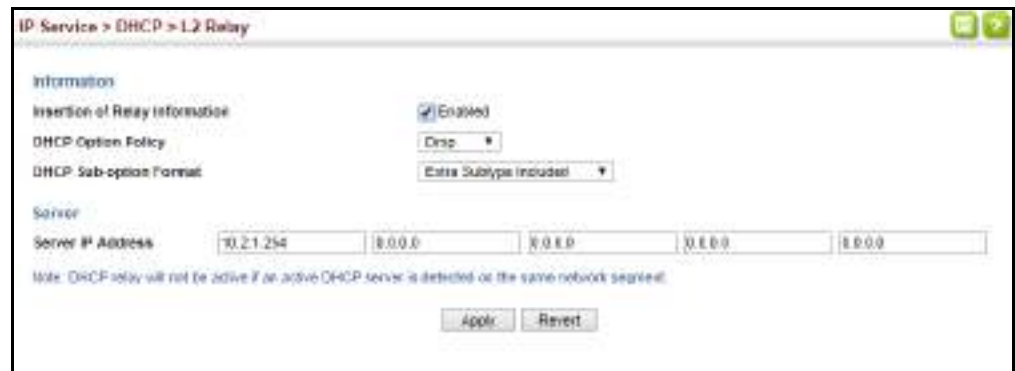 IP Service > DHCP > L2 Relay
Information
Insertion of Relay Information Enabled
DHCP Option Policy Drop
DHCP Sub-option Format Extra Subtype Included
Server
Server IP Address 10.2.1.254 0.0.0.0 0.0.0.0 0.0.0.0 0.0.0.0
Note: DHCP relay will not be active if an active DHCP server is detected on the same network segment.
Apply Revert